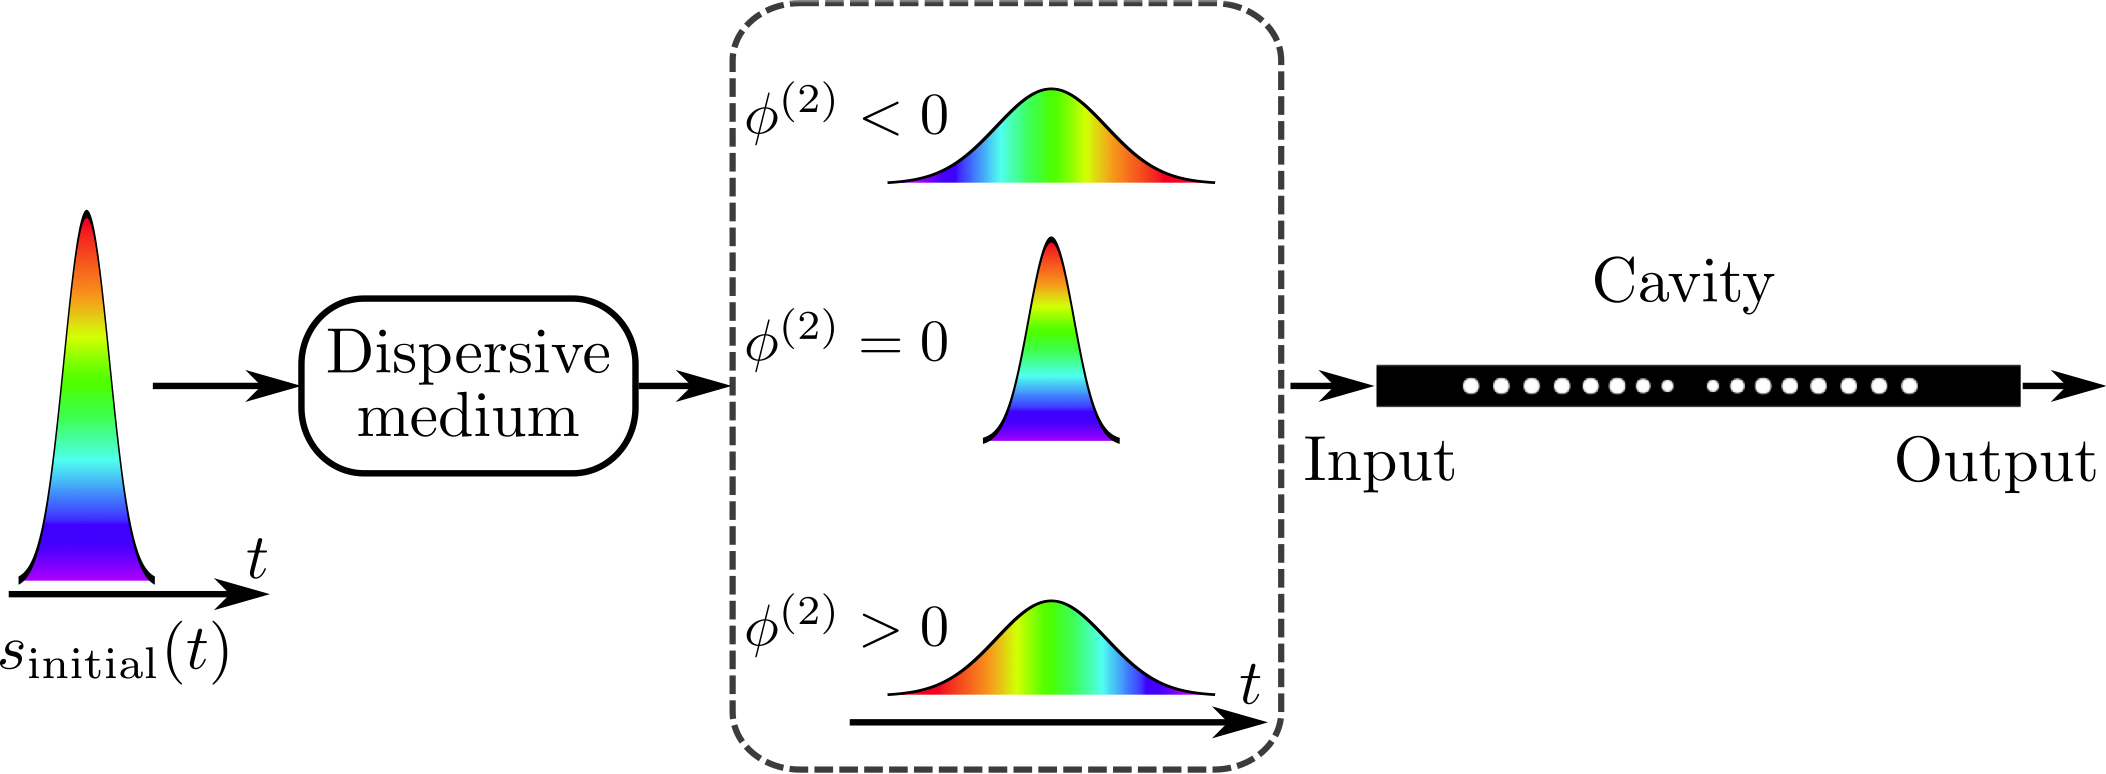 t
s_initial(t)
Dispersive
medium
ϕ^(2) < 0
ϕ^(2) = 0
ϕ^(2) > 0
t
Cavity
Input
Output